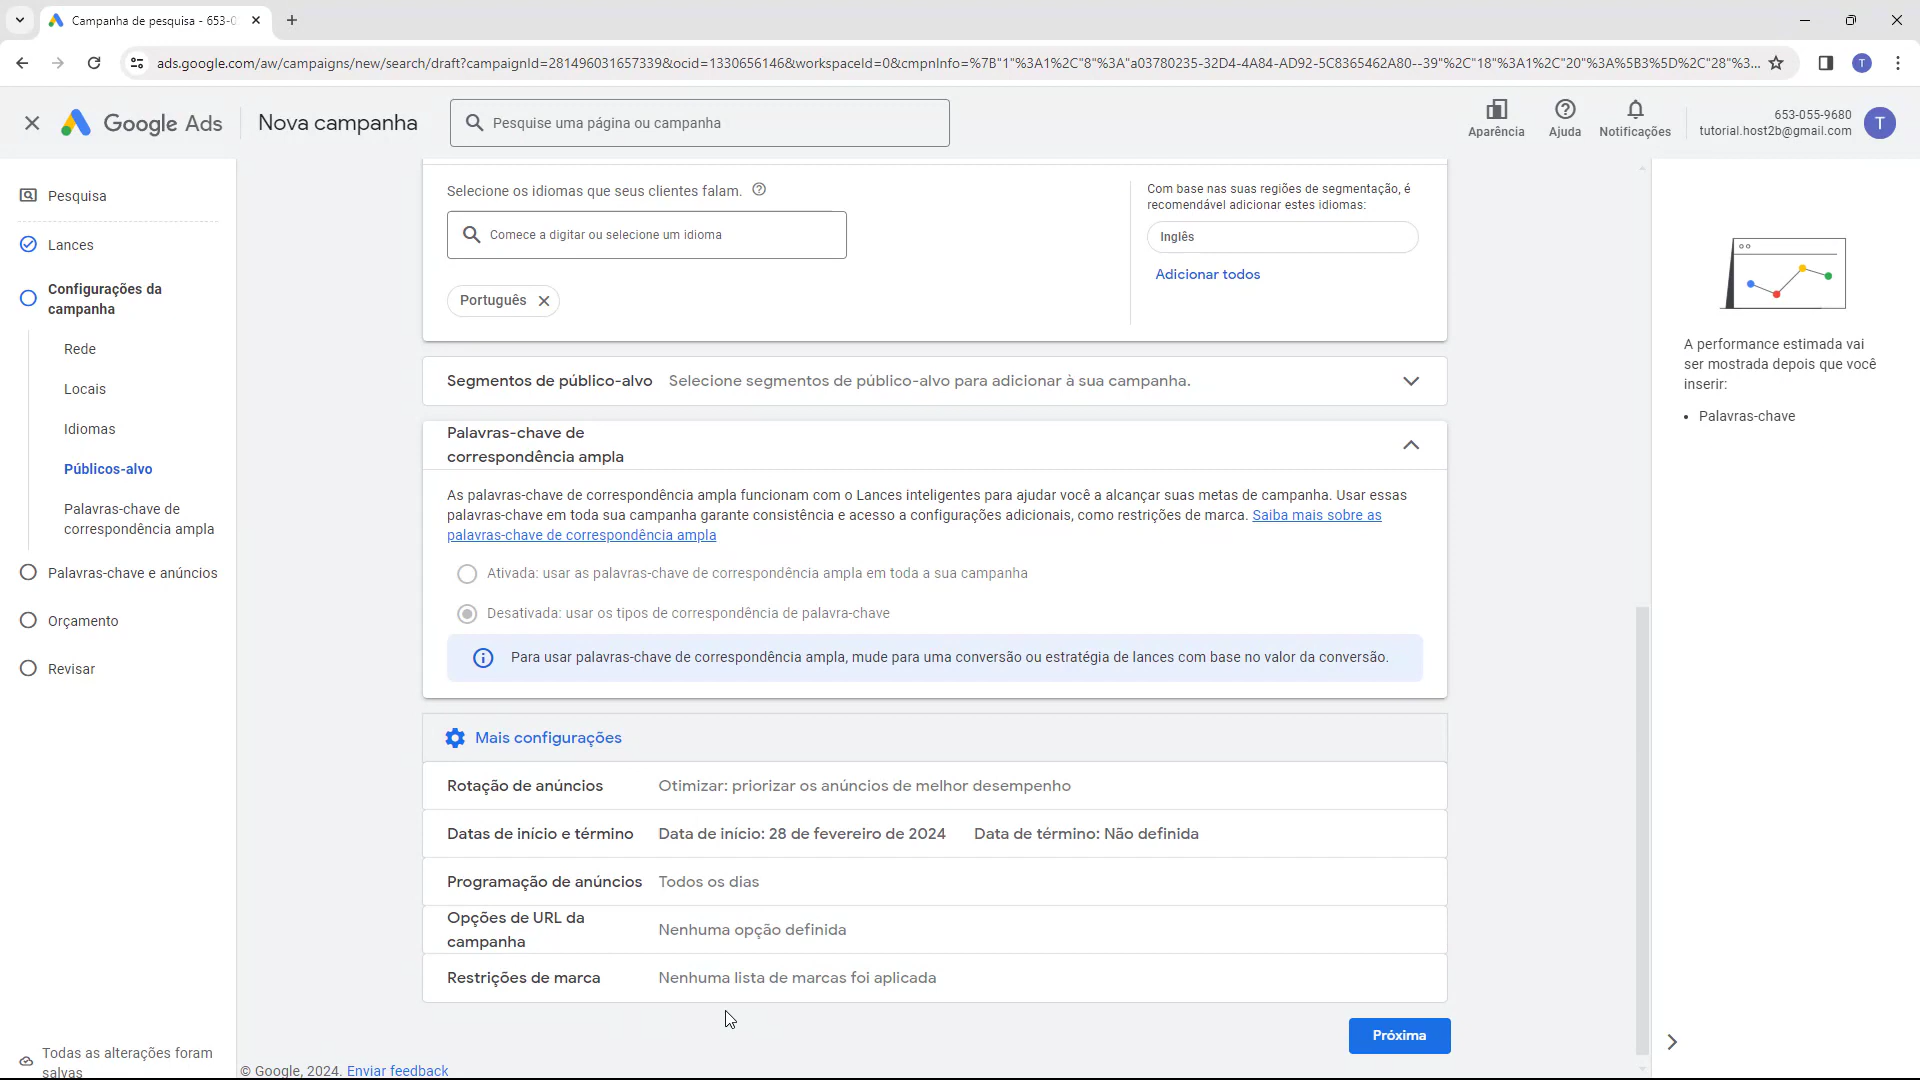 Campanha de pesquisa - 653-0
ads.google.com/aw/campaigns/new/search/draft?campaignId=281496031657339&ocid=1330656146&workspaceId=0&cmpnInfo=%7B"1"%3A1%2C"8"%3A"a03780235-32D4-4A84-AD92-5C8365462A80--39"%2C"18"%3A1%2C"20"%3A%5B3%5D%2C"28"%3...
T
Google Ads
Nova campanha
Pesquise uma página ou campanha
Aparência
Ajuda
Notificações
653-055-9680
tutorial.host2b@gmail.com
T
Pesquisa
Lances
Configurações da
campanha
Rede
Locais
Idiomas
Públicos-alvo
Palavras-chave de
correspondência ampla
Palavras-chave e anúncios
Orçamento
Revisar
Todas as alterações foram
salvas
Selecione os idiomas que seus clientes falam.
Comece a digitar ou selecione um idioma
Português
Com base nas suas regiões de segmentação, é
recomendável adicionar estes idiomas:
Inglês
Adicionar todos
Segmentos de público-alvo Selecione segmentos de público-alvo para adicionar à sua campanha.
Palavras-chave de
correspondência ampla
As palavras-chave de correspondência ampla funcionam com o Lances inteligentes para ajudar você a alcançar suas metas de campanha. Usar essas
palavras-chave em toda sua campanha garante consistência e acesso a configurações adicionais, como restrições de marca. Saiba mais sobre as
palavras-chave de correspondência ampla
Ativada: usar as palavras-chave de correspondência ampla em toda a sua campanha
Desativada: usar os tipos de correspondência de palavra-chave
Para usar palavras-chave de correspondência ampla, mude para uma conversão ou estratégia de lances com base no valor da conversão.
Mais configurações
Rotação de anúncios Otimizar: priorizar os anúncios de melhor desempenho
Datas de início e término Data de início: 28 de fevereiro de 2024 Data de término: Não definida
Programação de anúncios Todos os dias
Opções de URL da
campanha
Nenhuma opção definida
Restrições de marca Nenhuma lista de marcas foi aplicada
Próxima
© Google, 2024. Enviar feedback
A performance estimada vai
ser mostrada depois que você
inserir:
• Palavras-chave